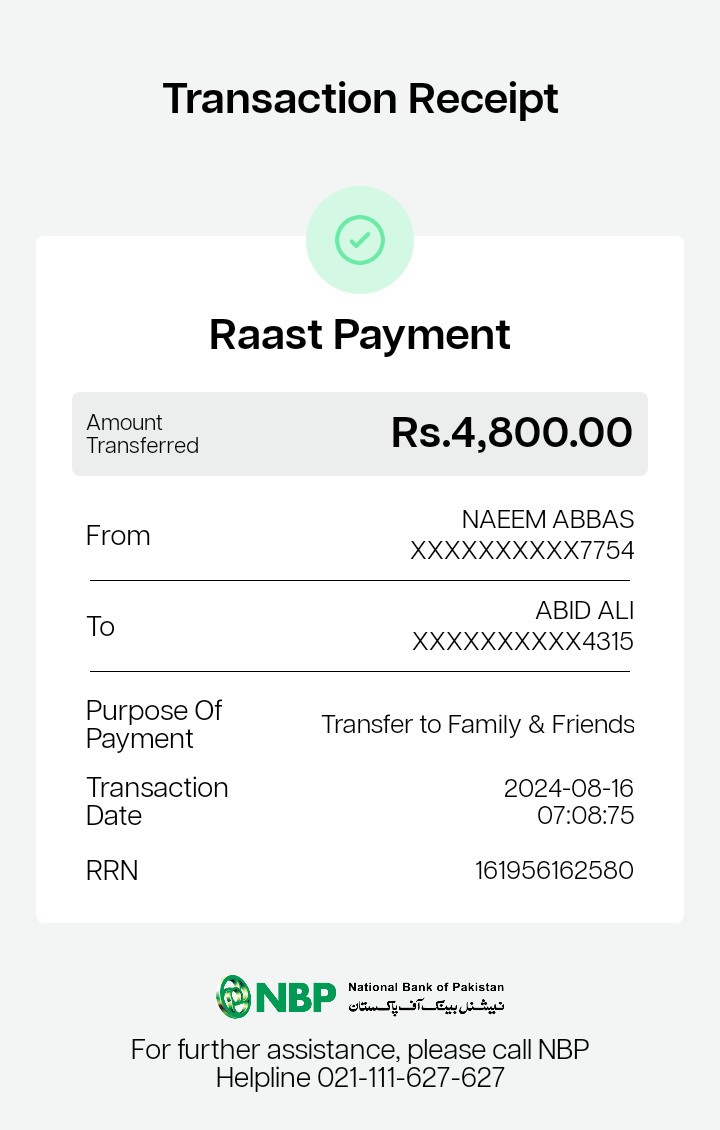 Transaction Receipt
Raast Payment
Amount
Transferred
Rs.4,800.00
From
NAEEM ABBAS
XXXXXXXXXX7754
To
ABID ALI
XXXXXXXXXX4315
Purpose Of
Payment
Transfer to Family & Friends
Transaction
Date
2024-08-16
07:08:75
RRN
161956162580
NBP
National Bank of Pakistan
نیشنل بینک آف پاکستان
For further assistance, please call NBP
Helpline 021-111-627-627